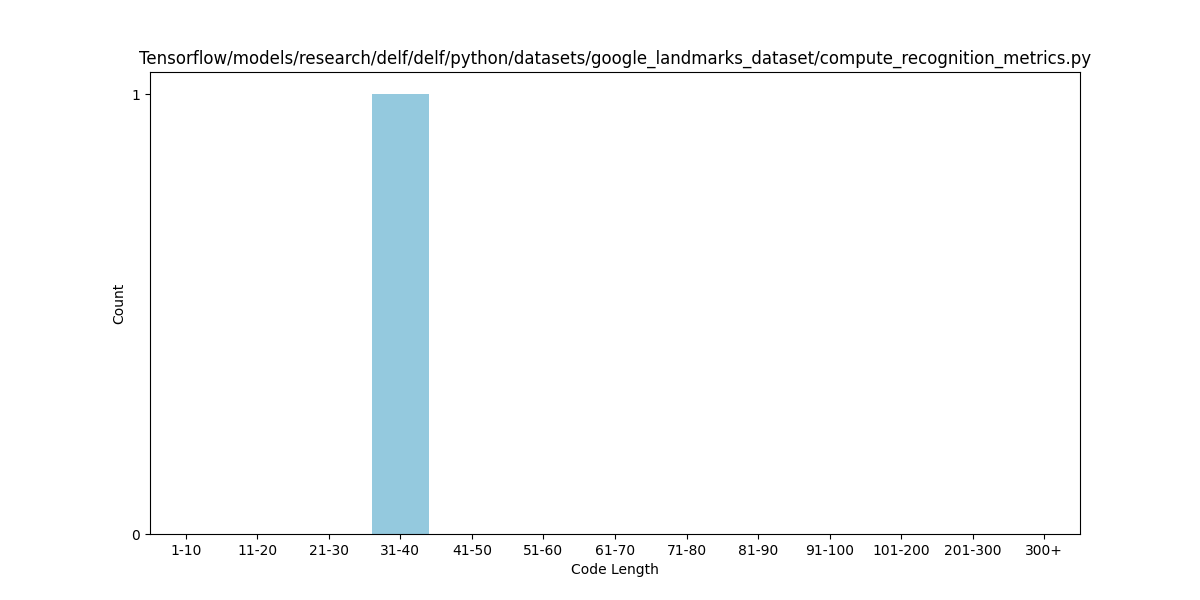 Tensorflow/models/research/delf/delf/python/datasets/google_landmarks_dataset/compute_recognition_metrics.py
1
Count
0
1-10 11-20 21-30 31-40 41-50 51-60 61-70 71-80 81-90 91-100 101-200 201-300 300+
Code Length